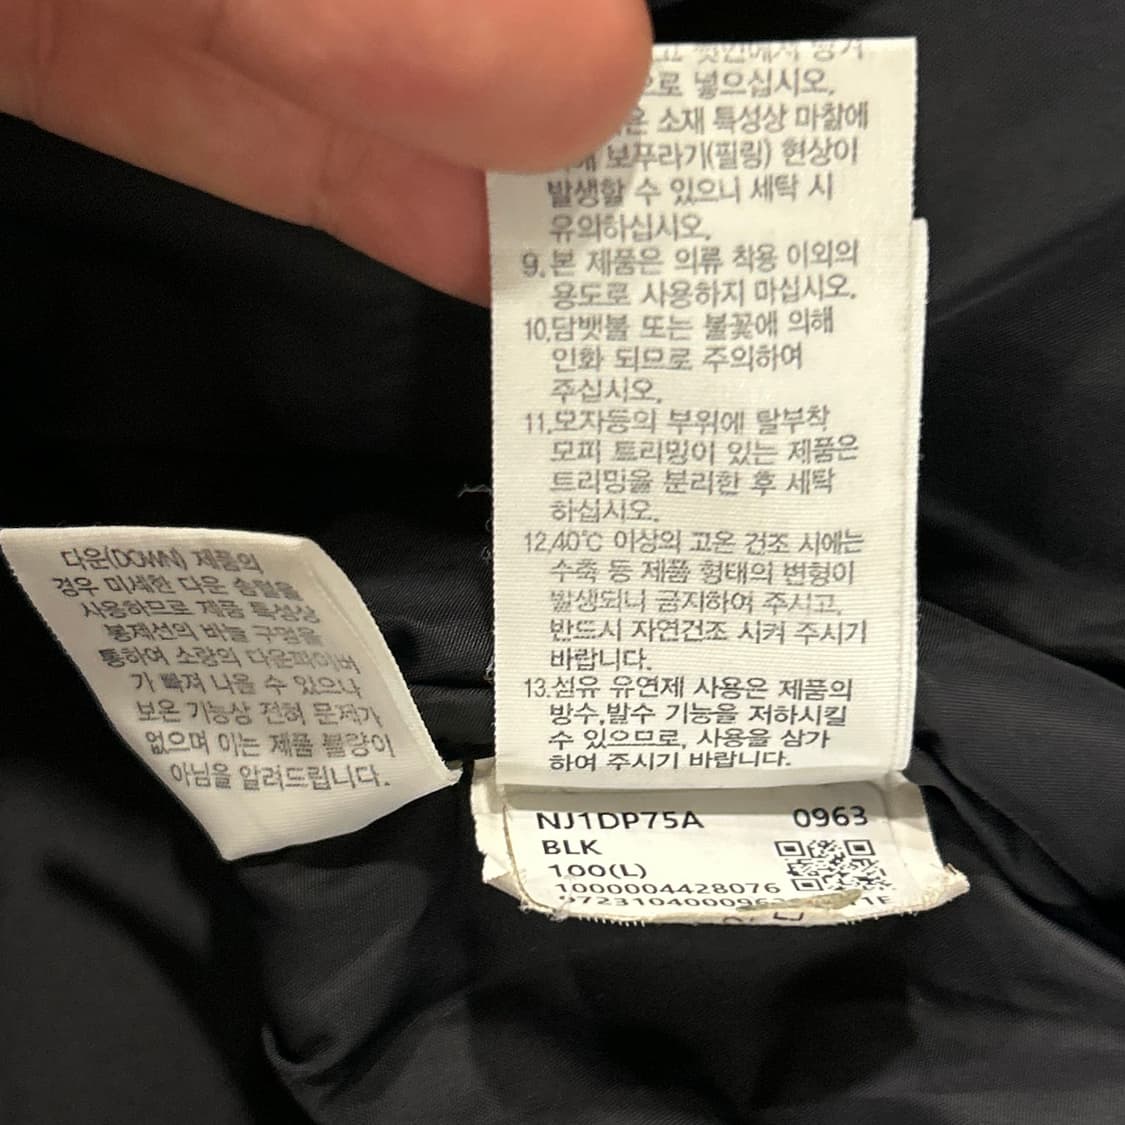 다운(DOWN) 제품의
경우 미세한 다운 솜털을
사용하므로 제품 특성상
봉제선의 바늘 구멍을
통하여 소량의 다운파이버
가 빠져 나올 수 있으나
보온 기능상 전혀 문제가
없으며 이는 제품 불량이
아님을 알려드립니다.
넣으십시오.
소재 특성상 마찰에
보푸라기(필링) 현상이
발생할 수 있으니 세탁 시
유의하십시오.
9.본 제품은 의류 착용 이외의
용도로 사용하지 마십시오.
10.담뱃불 또는 불꽃에 의해
인화 되므로 주의하여
주십시오.
11.모자등의 부위에 탈부착
모피 트리밍이 있는 제품은
트리밍을 분리한 후 세탁
하십시오.
12.40℃ 이상의 고온 건조 시에는
수축 등 제품 형태의 변형이
발생되니 금지하여 주시고,
반드시 자연건조 시켜 주시기
바랍니다.
13.섬유 유연제 사용은 제품의
방수,발수 기능을 저하시킬
수 있으므로, 사용을 삼가
하여 주시기 바랍니다.
NJ1DP75A 0963
BLK
100(L)
1000004428076